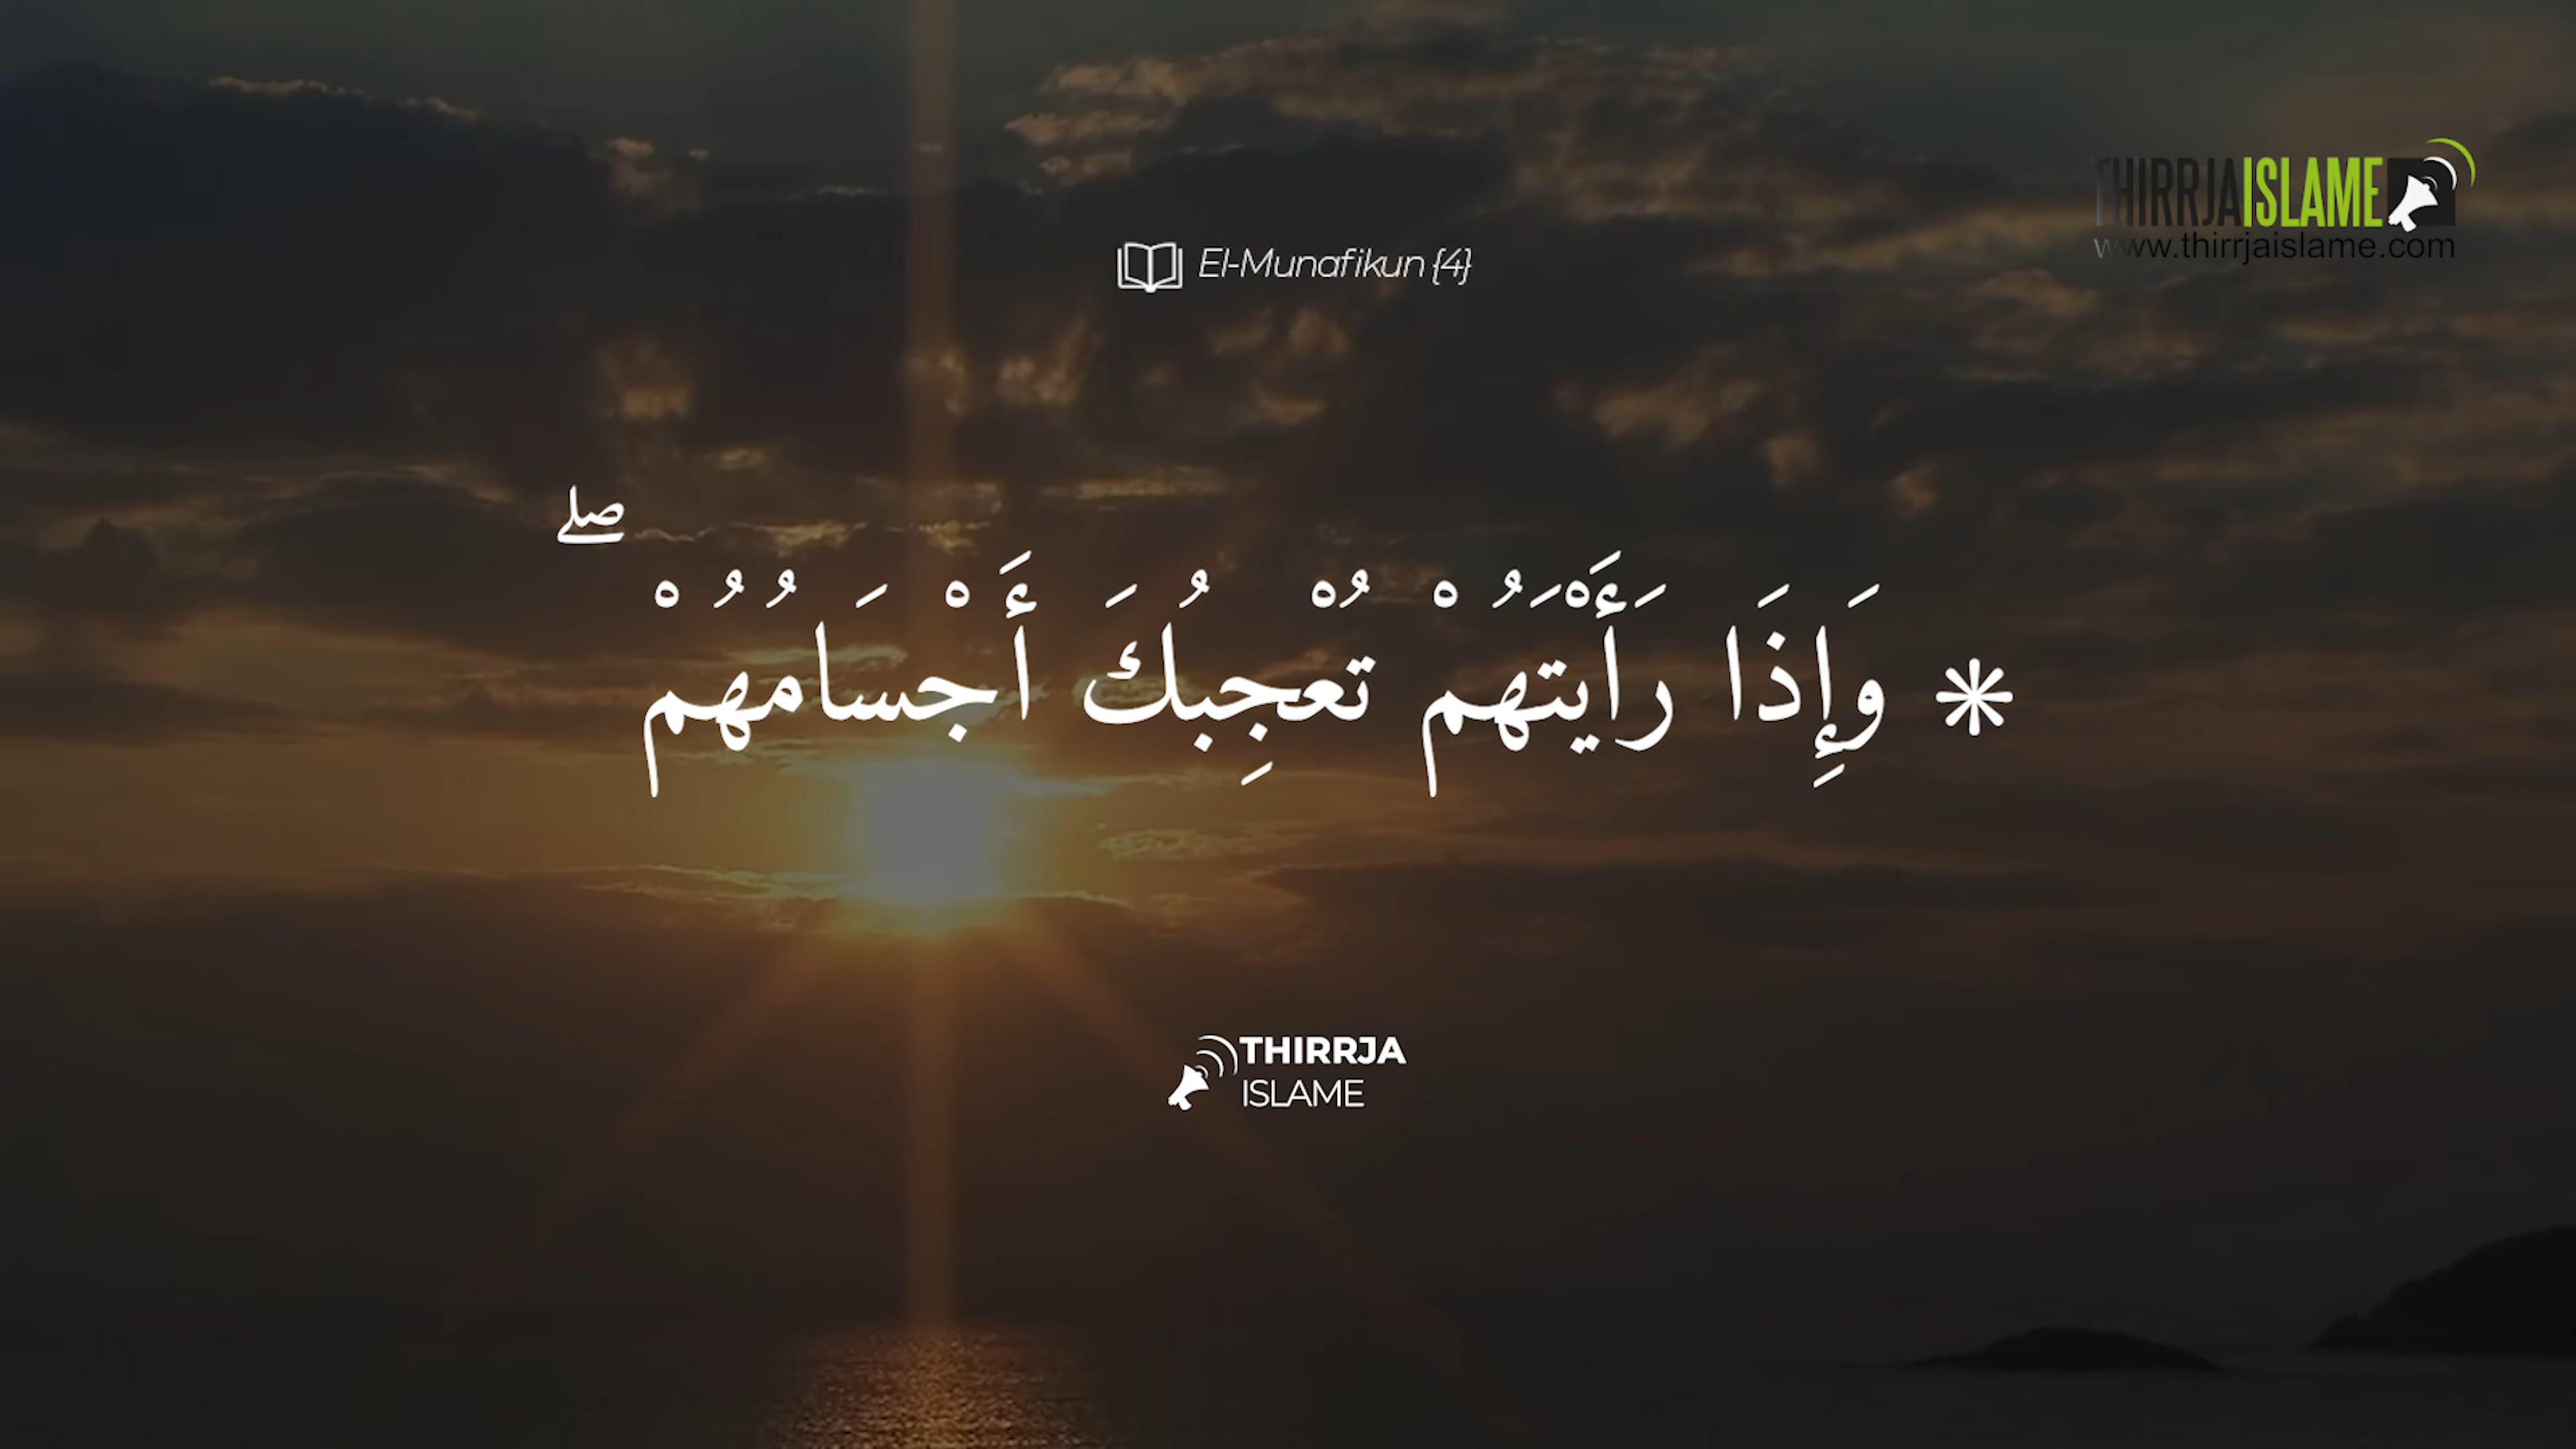 THIRRJAISLAME
www.thirrjaislame.com
El-Munafikun {4}
* وَإِذَا رَأَيْتَهُمْ تُعْجِبُكَ أَجْسَامُهُمْ ۖ
THIRRJA
ISLAME